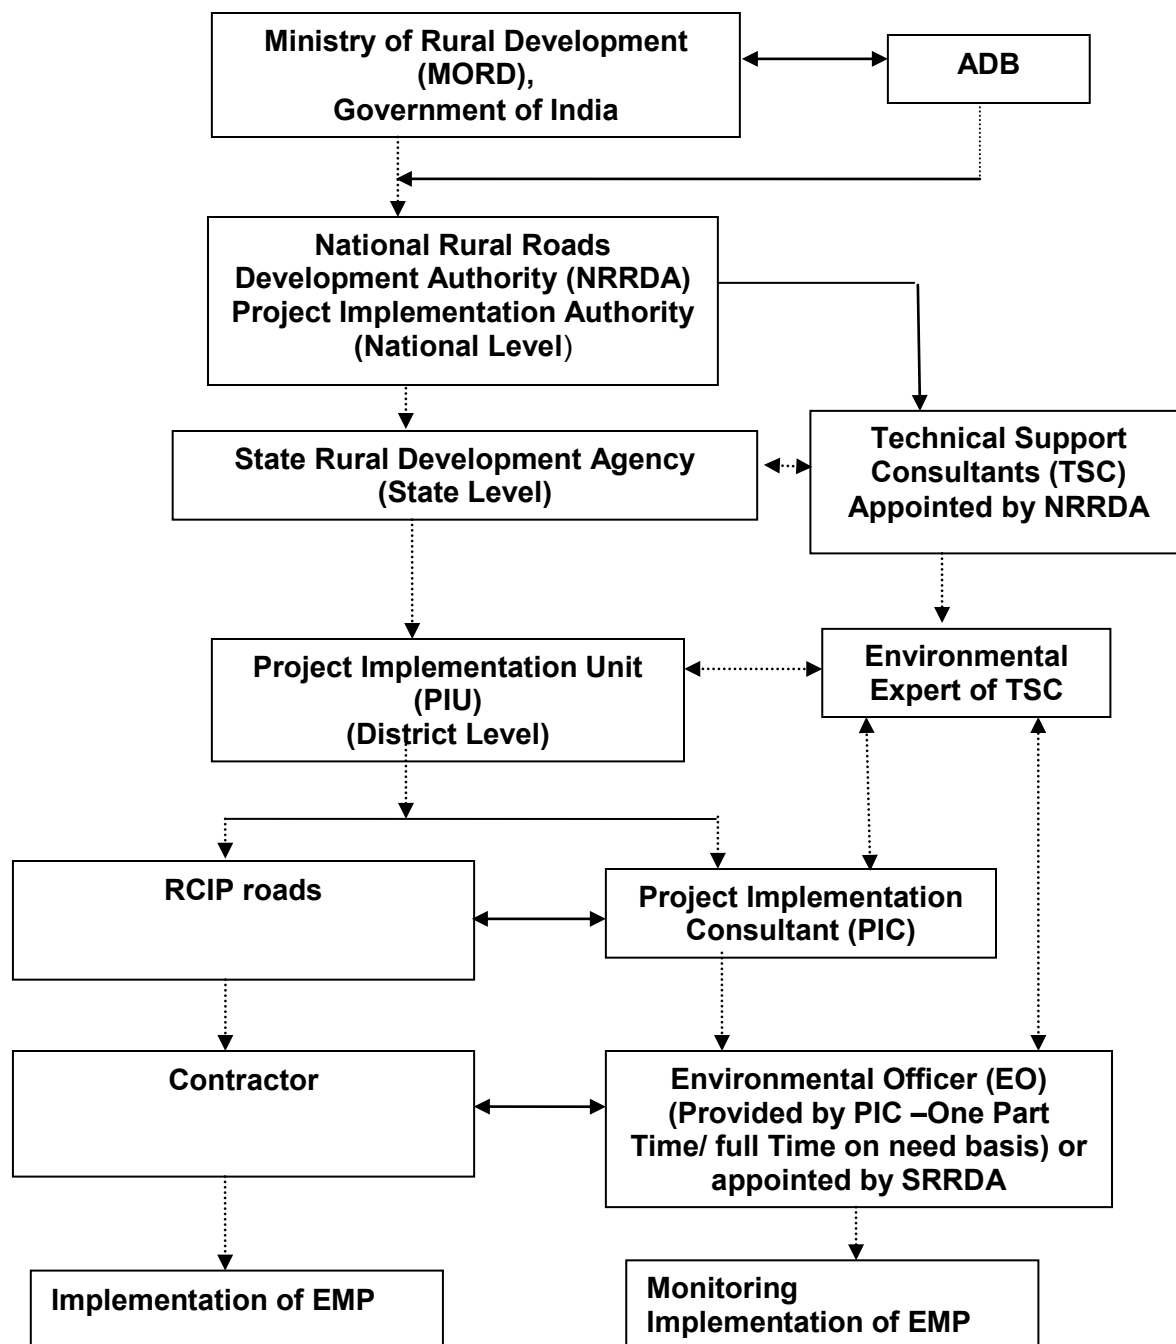 Ministry of Rural Development
(MORD),
Government of India
ADB
National Rural Roads
Development Authority (NRRDA)
Project Implementation Authority
(National Level)
State Rural Development Agency
(State Level)
Technical Support
Consultants (TSC)
Appointed by NRRDA
Project Implementation Unit
(PIU)
(District Level)
Environmental
Expert of TSC
RCIP roads
Project Implementation
Consultant (PIC)
Contractor
Environmental Officer (EO)
(Provided by PIC –One Part
Time/ full Time on need basis) or
appointed by SRRDA
Implementation of EMP
Monitoring
Implementation of EMP